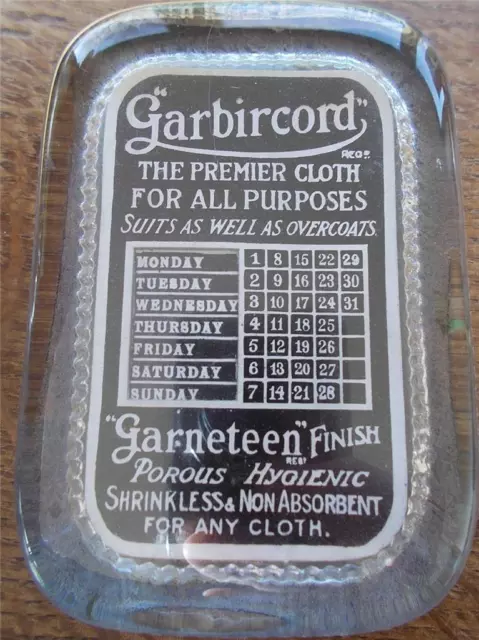 "Garbircord"
REGD.
THE PREMIER CLOTH
FOR ALL PURPOSES
SUITS AS WELL AS OVERCOATS.
MONDAY 1 8 15 22 29
TUESDAY 2 9 16 23 30
WEDNESDAY 3 10 17 24 31
THURSDAY 4 11 18 25
FRIDAY 5 12 19 26
SATURDAY 6 13 20 27
SUNDAY 7 14 21 28
"Garneteen" FINISH
REGD
POROUS HYGIENIC
SHRINKLESS & NON ABSORBENT
FOR ANY CLOTH.